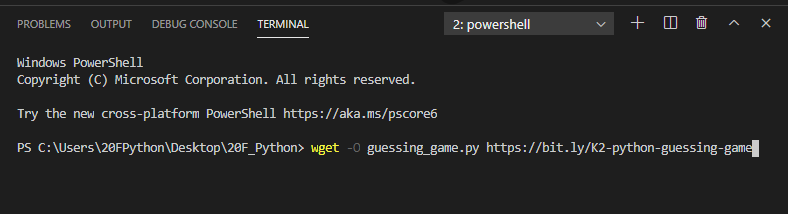 PROBLEMS OUTPUT DEBUG CONSOLE TERMINAL 2: powershell
Windows PowerShell
Copyright (C) Microsoft Corporation. All rights reserved.
Try the new cross-platform PowerShell https://aka.ms/pscore6
PS C:\Users\20FPython\Desktop\20F_Python> wget -O guessing_game.py https://bit.ly/K2-python-guessing-game